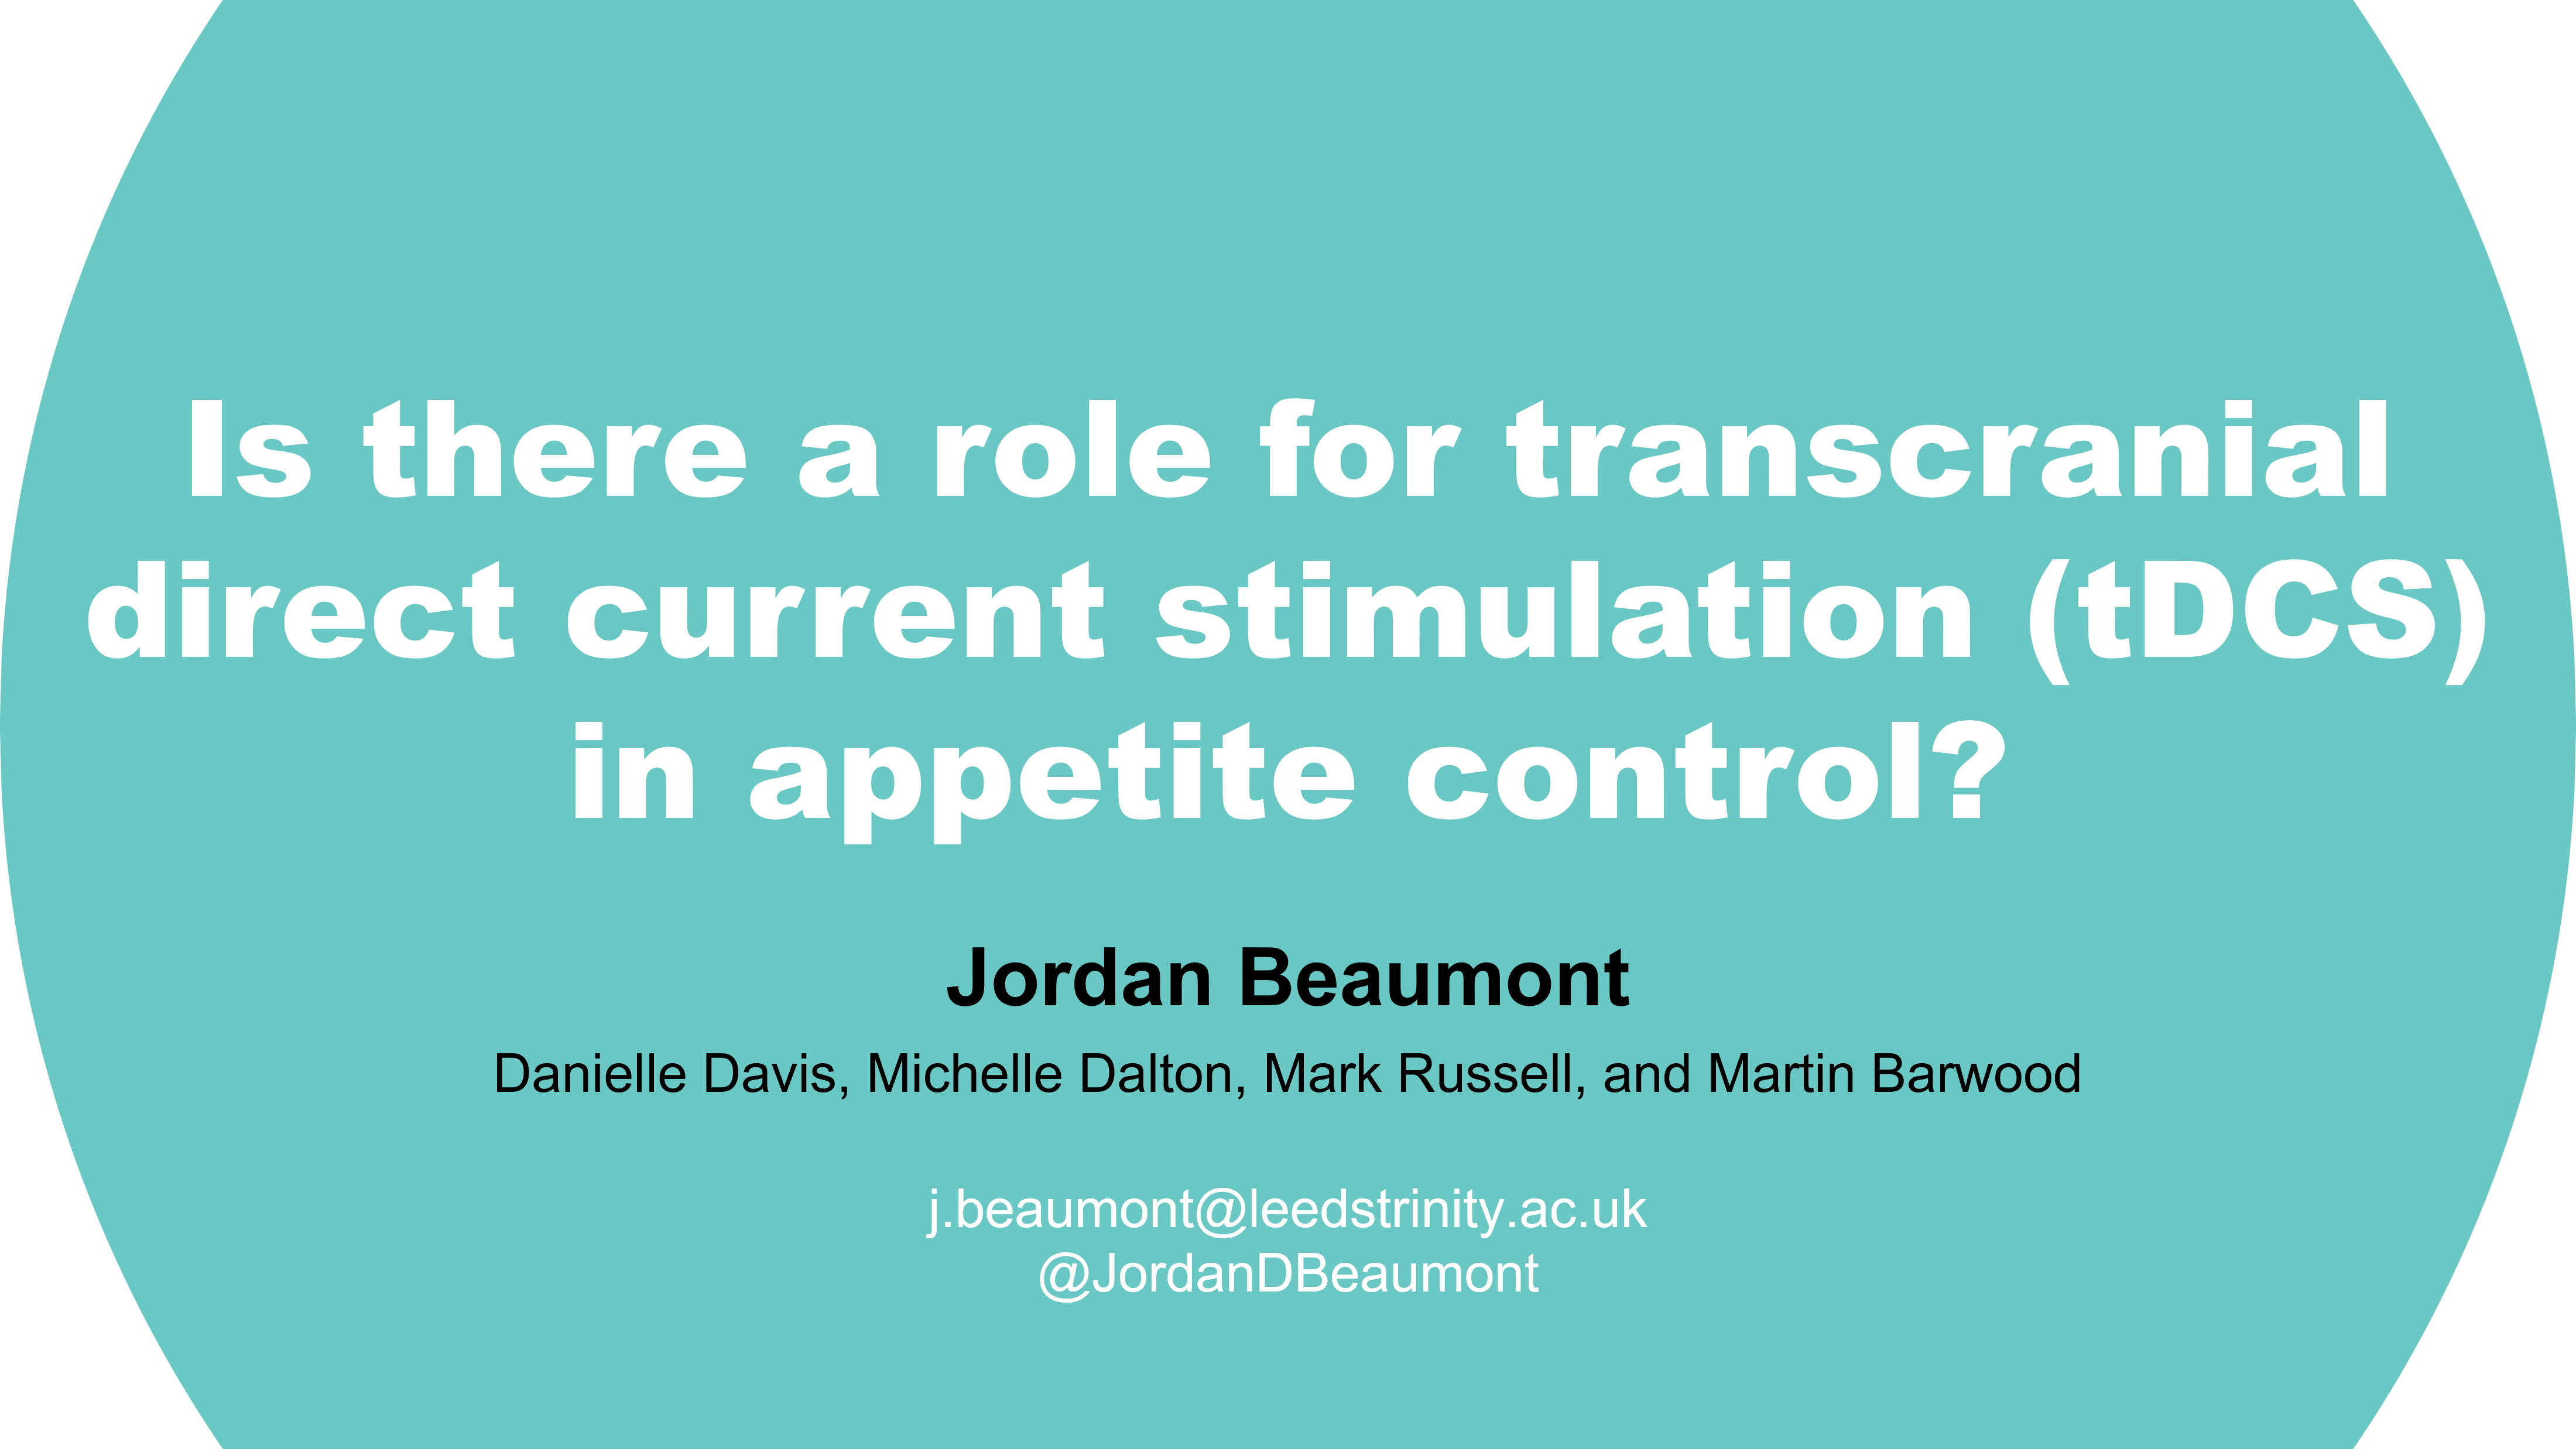 Is there a role for transcranial
direct current stimulation (tDCS)
in appetite control?
Jordan Beaumont
Danielle Davis, Michelle Dalton, Mark Russell, and Martin Barwood
j.beaumont@leedstrinity.ac.uk
@JordanDBeaumont